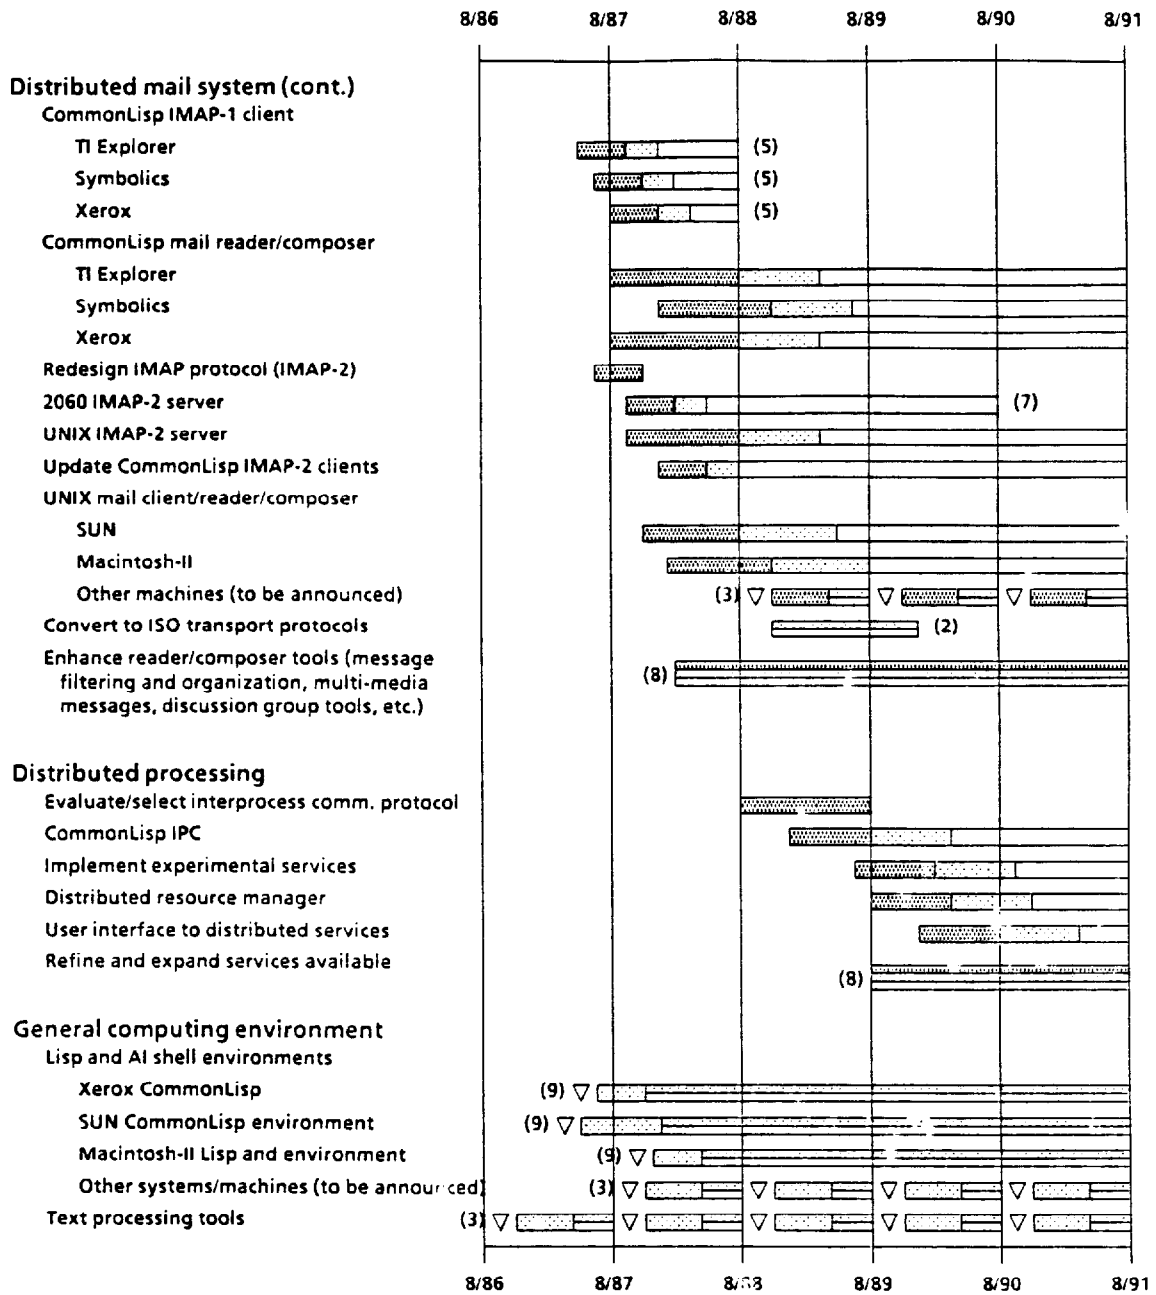 8/86 8/87 8/88 8/89 8/90 8/91
Distributed mail system (cont.)
CommonLisp IMAP-1 client
TI Explorer (5)
Symbolics (5)
Xerox (5)
CommonLisp mail reader/composer
TI Explorer
Symbolics
Xerox
Redesign IMAP protocol (IMAP-2)
2060 IMAP-2 server (7)
UNIX IMAP-2 server
Update CommonLisp IMAP-2 clients
UNIX mail client/reader/composer
SUN
Macintosh-II
Other machines (to be announced) (3)
Convert to ISO transport protocols (2)
Enhance reader/composer tools (message
filtering and organization, multi-media (8)
messages, discussion group tools, etc.)
Distributed processing
Evaluate/select interprocess comm. protocol
CommonLisp IPC
Implement experimental services
Distributed resource manager
User interface to distributed services
Refine and expand services available
(8)
General computing environment
Lisp and AI shell environments
Xerox CommonLisp (9)
SUN CommonLisp environment (9)
Macintosh-II Lisp and environment (9)
Other systems/machines (to be announced) (3)
Text processing tools (3)
8/86 8/87 8/88 8/89 8/90 8/91